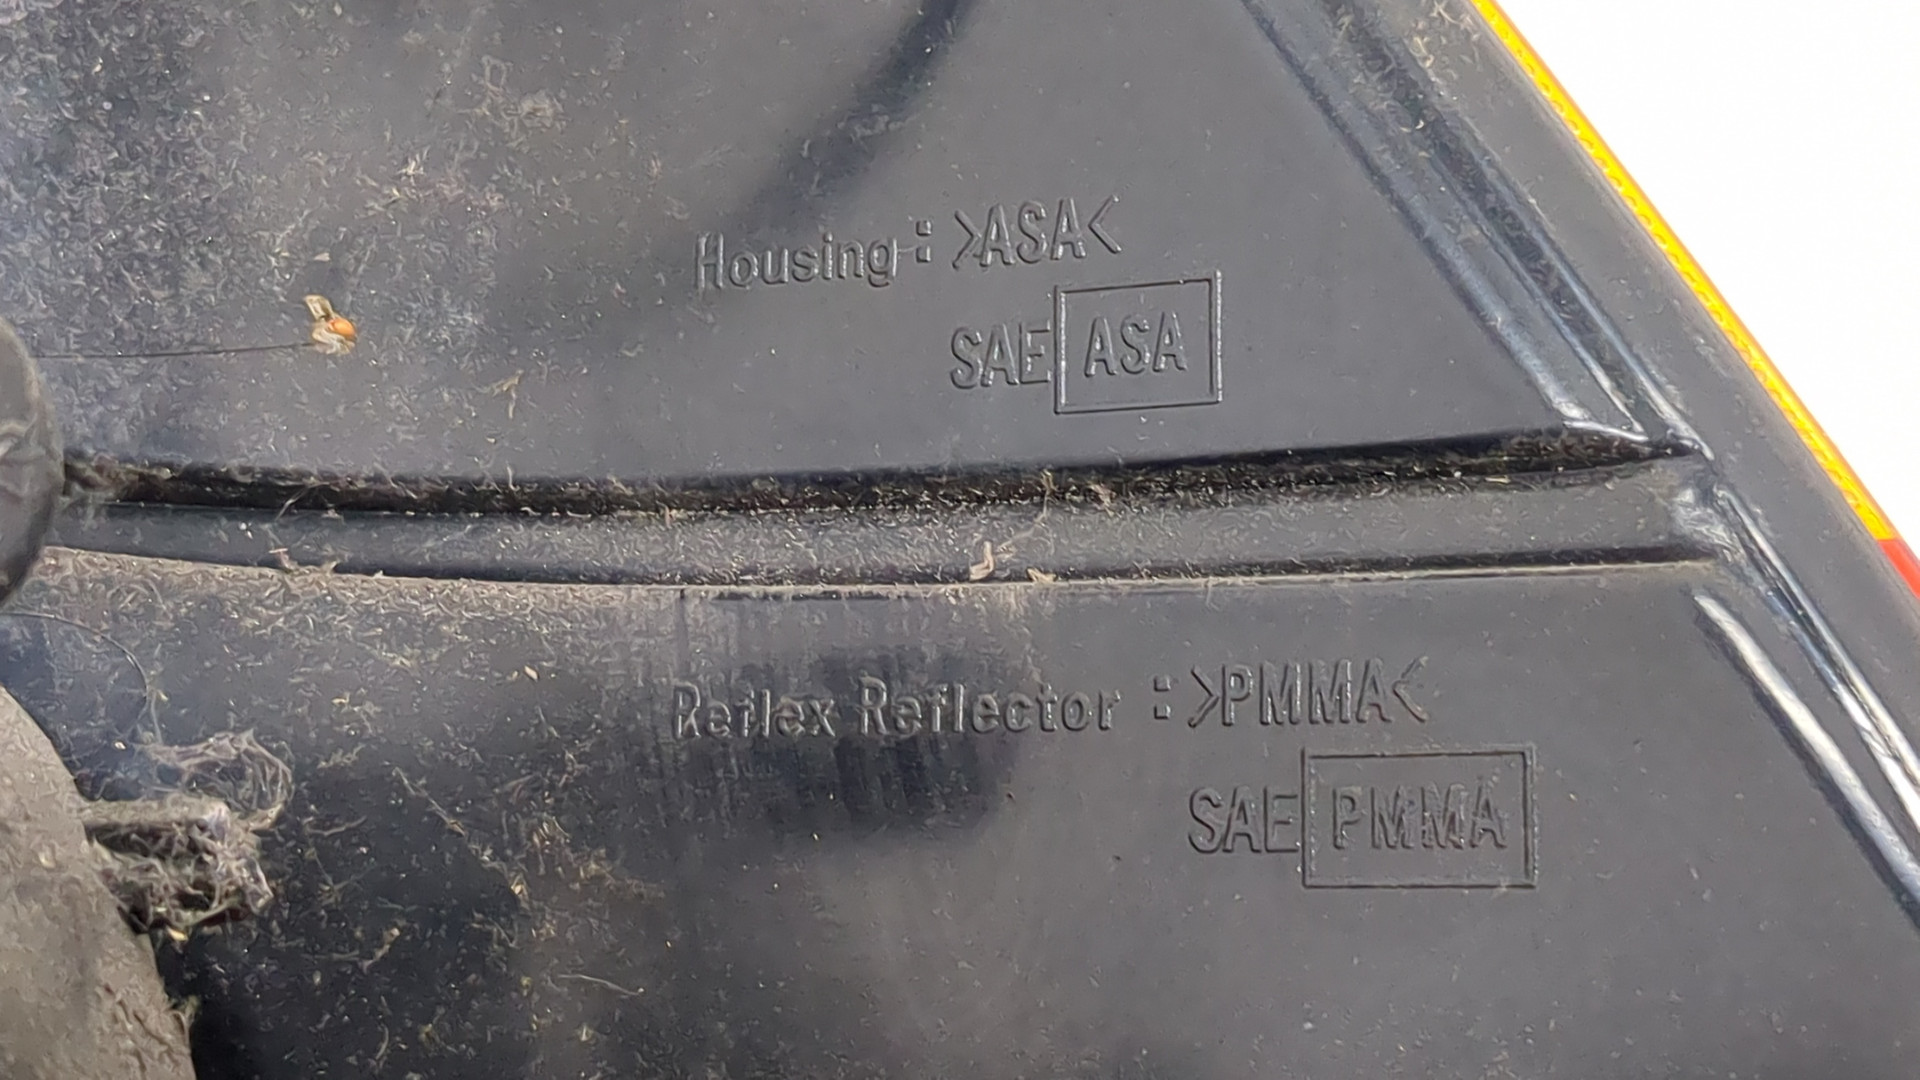 Housing : >ASA<
SAE ASA
Reflex Reflector : >PMMA<
SAE PMMA